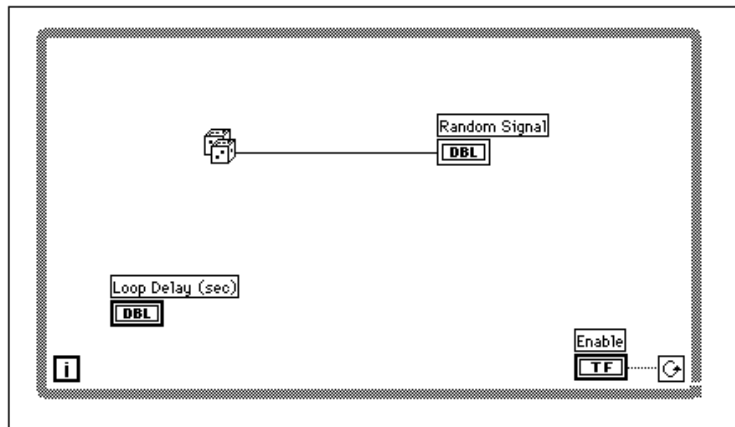 Random Signal
DBL
Loop Delay (sec)
DBL
Enable
TF
i